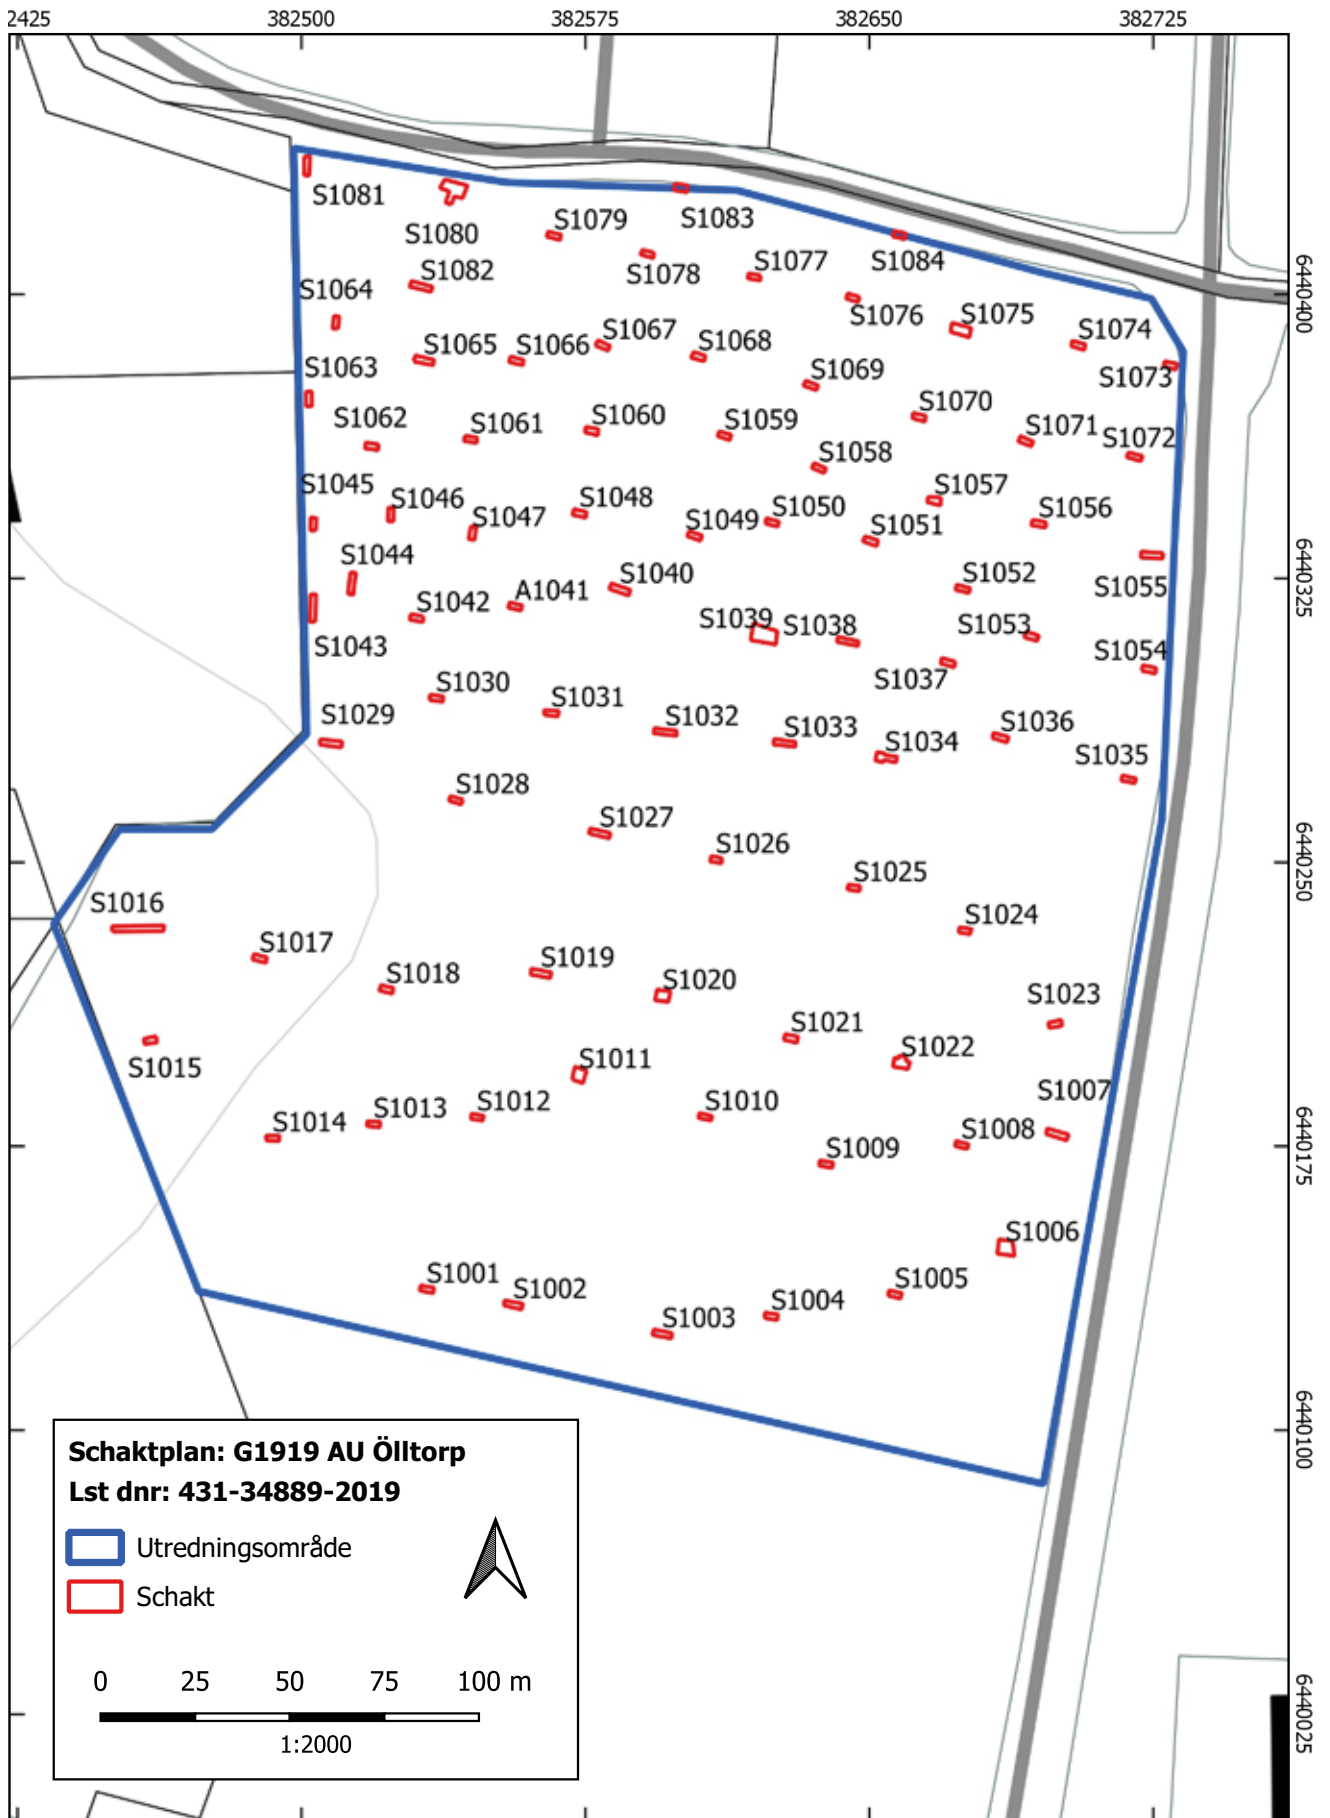 2425 382500 382575 382650 382725
S1081
S1079
S1083
S1080
S1084
S1077
S1078
S1082
S1064
6440400
S1076
S1075
S1074
S1067
S1068
S1065
S1066
S1063
S1069
S1073
S1070
S1062
S1061
S1060
S1059
S1071
S1072
S1058
S1045
S1057
S1046
S1048
S1047
S1049
S1050
S1051
S1056
S1044
S1040
S1052
6440325
S1055
S1042
A1041
S1039
S1038
S1053
S1043
S1054
S1037
S1030
S1031
S1029
S1032
S1033
S1036
S1034
S1035
S1028
S1027
S1026
S1025
6440250
S1016
S1024
S1017
S1018
S1019
S1020
S1023
S1021
S1022
S1015
S1011
S1007
S1014
S1013
S1012
S1010
S1008
S1009
6440175
S1006
S1001
S1002
S1005
S1003
S1004
6440100
Schaktplan: G1919 AU Ölltorp
Lst dnr: 431-34889-2019
Utredningsområde
Schakt
0 25 50 75 100 m
1:2000
6440025